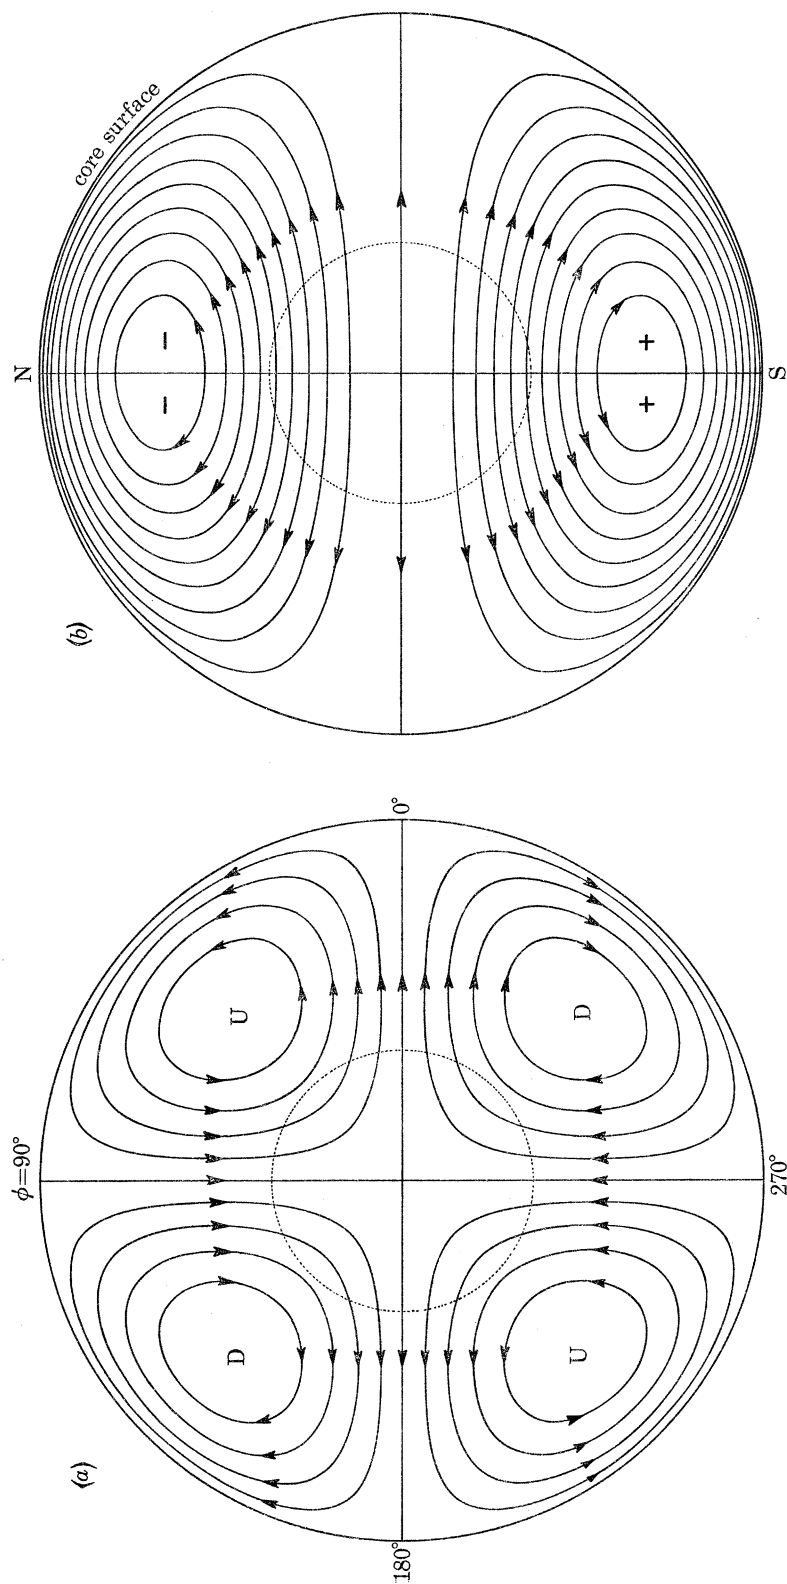 (b)
N
core surface
− −
+ +
S
(a)
ϕ=90°
0°
U
D
D
U
180°
270°